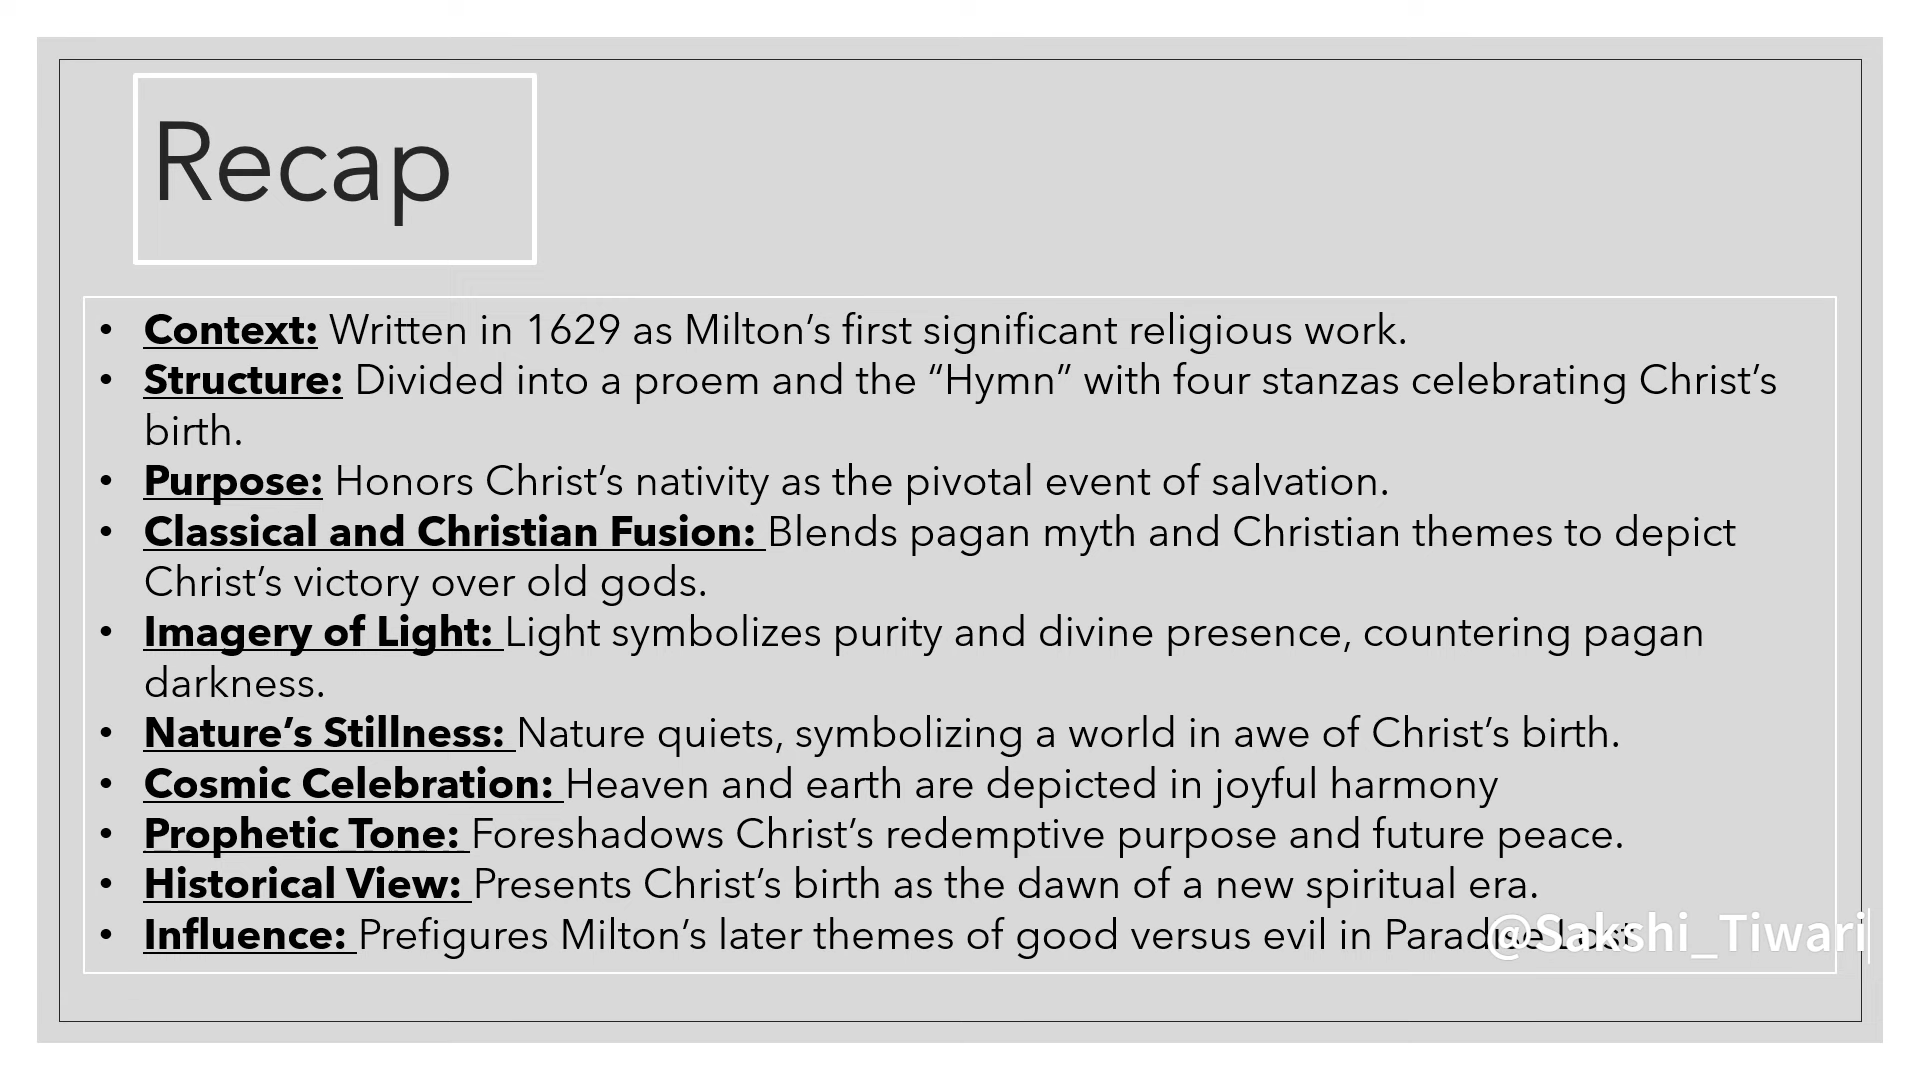 Recap
• Context: Written in 1629 as Milton’s first significant religious work.
• Structure: Divided into a proem and the “Hymn” with four stanzas celebrating Christ’s
birth.
• Purpose: Honors Christ’s nativity as the pivotal event of salvation.
• Classical and Christian Fusion: Blends pagan myth and Christian themes to depict
Christ’s victory over old gods.
• Imagery of Light: Light symbolizes purity and divine presence, countering pagan
darkness.
• Nature’s Stillness: Nature quiets, symbolizing a world in awe of Christ’s birth.
• Cosmic Celebration: Heaven and earth are depicted in joyful harmony
• Prophetic Tone: Foreshadows Christ’s redemptive purpose and future peace.
• Historical View: Presents Christ’s birth as the dawn of a new spiritual era.
• Influence: Prefigures Milton’s later themes of good versus evil in Paradise Lost
@Sakshi_Tiwari